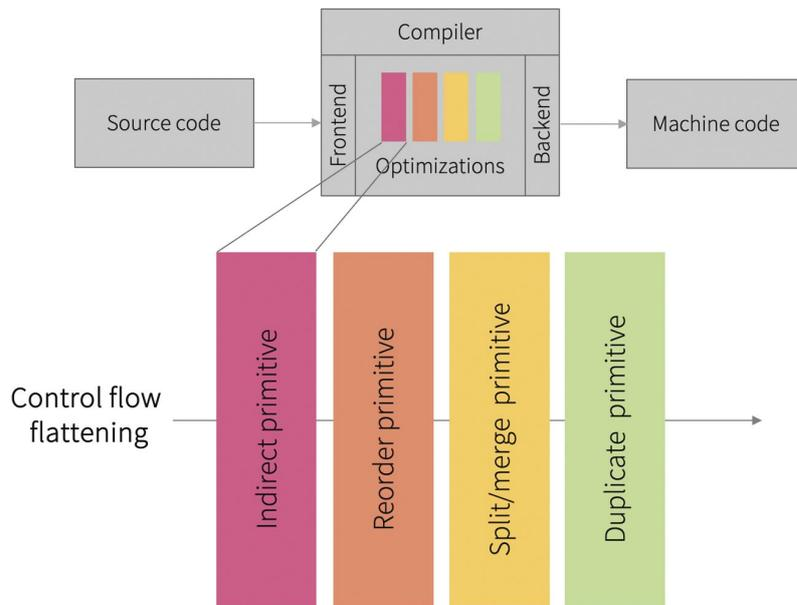 Compiler
Source code
Frontend
Optimizations
Backend
Machine code
Control flow
flattening
Indirect primitive
Reorder primitive
Split/merge primitive
Duplicate primitive